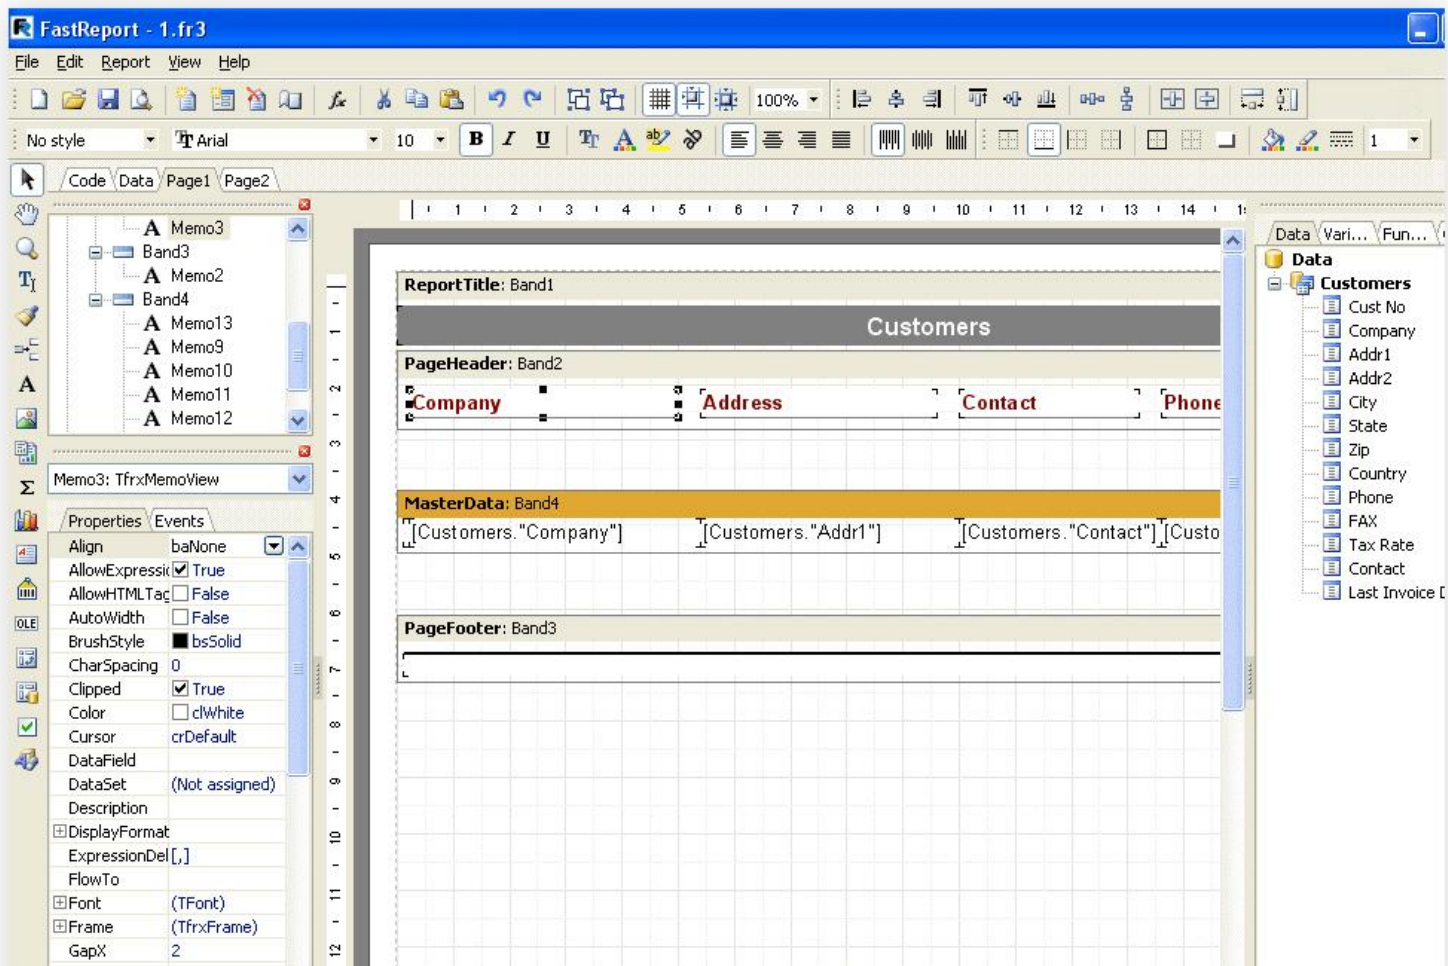 FastReport - 1.fr3
File Edit Report View Help
100%
No style Arial 10 B I U 1
Code Data Page1 Page2
Memo3
Band3
Memo2
Band4
Memo13
Memo9
Memo10
Memo11
Memo12
Memo3: TfrxMemoView
Properties Events
Align baNone
AllowExpressic True
AllowHTMLTag False
AutoWidth False
BrushStyle bsSolid
CharSpacing 0
Clipped True
Color clWhite
Cursor crDefault
DataField
DataSet (Not assigned)
Description
DisplayFormat
ExpressionDel [,]
FlowTo
Font (TFont)
Frame (TfrxFrame)
GapX 2
OLE
1 2 3 4 5 6 7 8 9 10 11 12 13 14
1
2
3
4
5
6
7
8
9
10
11
12
ReportTitle: Band1
Customers
PageHeader: Band2
Company Address Contact Phone
MasterData: Band4
[Customers."Company"] [Customers."Addr1"] [Customers."Contact"] [Custo
PageFooter: Band3
Data Vari... Fun...
Data
Customers
Cust No
Company
Addr1
Addr2
City
State
Zip
Country
Phone
FAX
Tax Rate
Contact
Last Invoice D